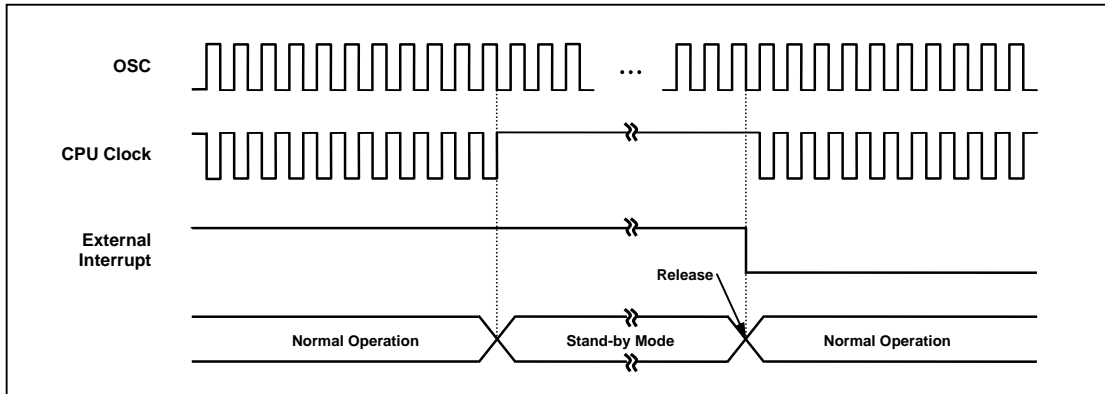 OSC
...
CPU Clock
External
Interrupt
Release
Normal Operation
Stand-by Mode
Normal Operation